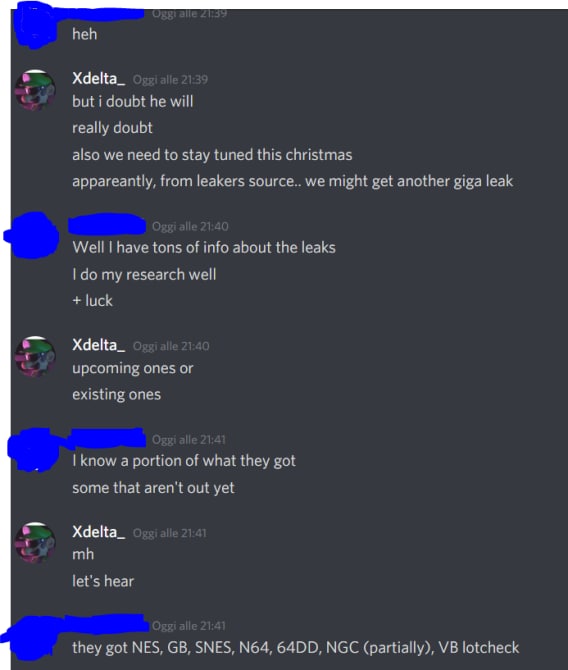 Oggi alle 21:39
heh
Xdelta_ Oggi alle 21:39
but i doubt he will
really doubt
also we need to stay tuned this christmas
appareantly, from leakers source.. we might get another giga leak
Oggi alle 21:40
Well I have tons of info about the leaks
I do my research well
+ luck
Xdelta_ Oggi alle 21:40
upcoming ones or
existing ones
Oggi alle 21:41
I know a portion of what they got
some that aren't out yet
Xdelta_ Oggi alle 21:41
mh
let's hear
Oggi alle 21:41
they got NES, GB, SNES, N64, 64DD, NGC (partially), VB lotcheck